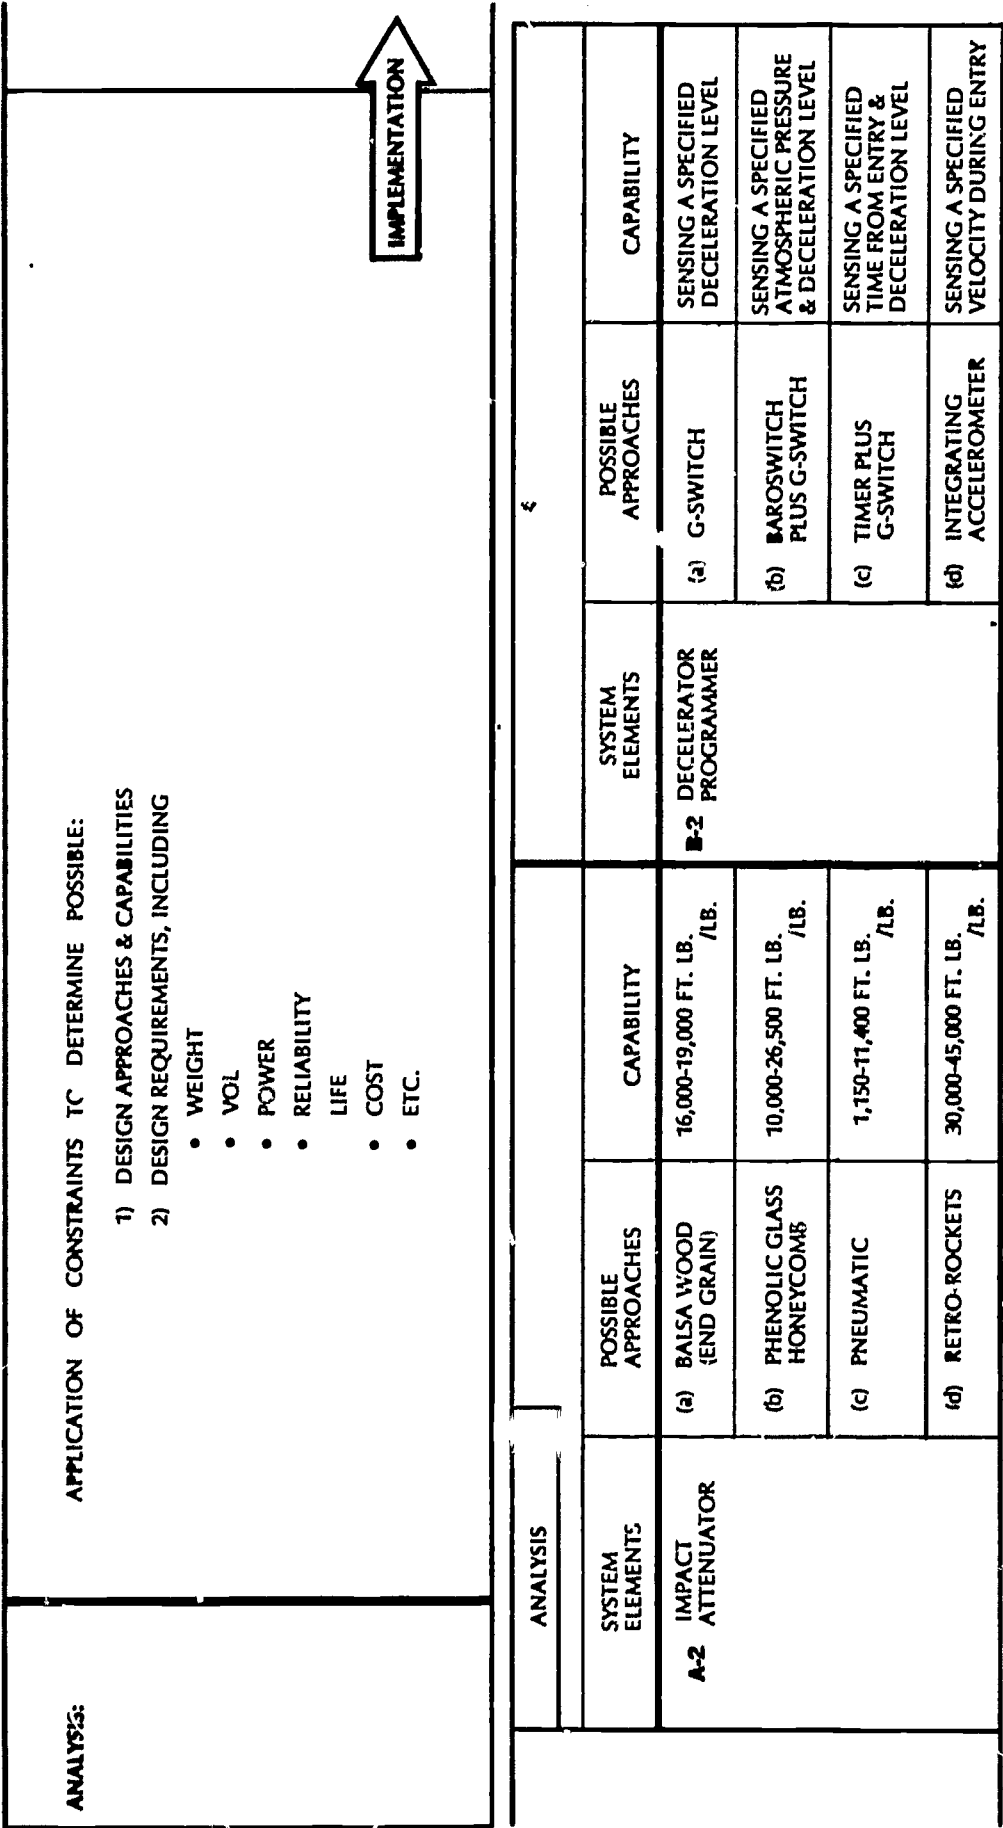 ANALYSIS:
APPLICATION OF CONSTRAINTS TO DETERMINE POSSIBLE:
1) DESIGN APPROACHES & CAPABILITIES
2) DESIGN REQUIREMENTS, INCLUDING
• WEIGHT
• VOL
• POWER
• RELIABILITY
LIFE
• COST
• ETC.
IMPLEMENTATION
ANALYSIS
SYSTEM
ELEMENTS
POSSIBLE
APPROACHES
CAPABILITY
SYSTEM
ELEMENTS
POSSIBLE
APPROACHES
CAPABILITY
A-2 IMPACT
ATTENUATOR
(a) BALSA WOOD
(END GRAIN)
16,000-19,000 FT. LB.
/LB.
B-2 DECELERATOR
PROGRAMMER
(a) G-SWITCH
SENSING A SPECIFIED
DECELERATION LEVEL
(b) PHENOLIC GLASS
HONEYCOMB
10,000-26,500 FT. LB.
/LB.
(b) BAROSWITCH
PLUS G-SWITCH
SENSING A SPECIFIED
ATMOSPHERIC PRESSURE
& DECELERATION LEVEL
(c) PNEUMATIC
1,150-11,400 FT. LB.
/LB.
(c) TIMER PLUS
G-SWITCH
SENSING A SPECIFIED
TIME FROM ENTRY &
DECELERATION LEVEL
(d) RETRO-ROCKETS
30,000-45,000 FT. LB.
/LB.
(d) INTEGRATING
ACCELEROMETER
SENSING A SPECIFIED
VELOCITY DURING ENTRY